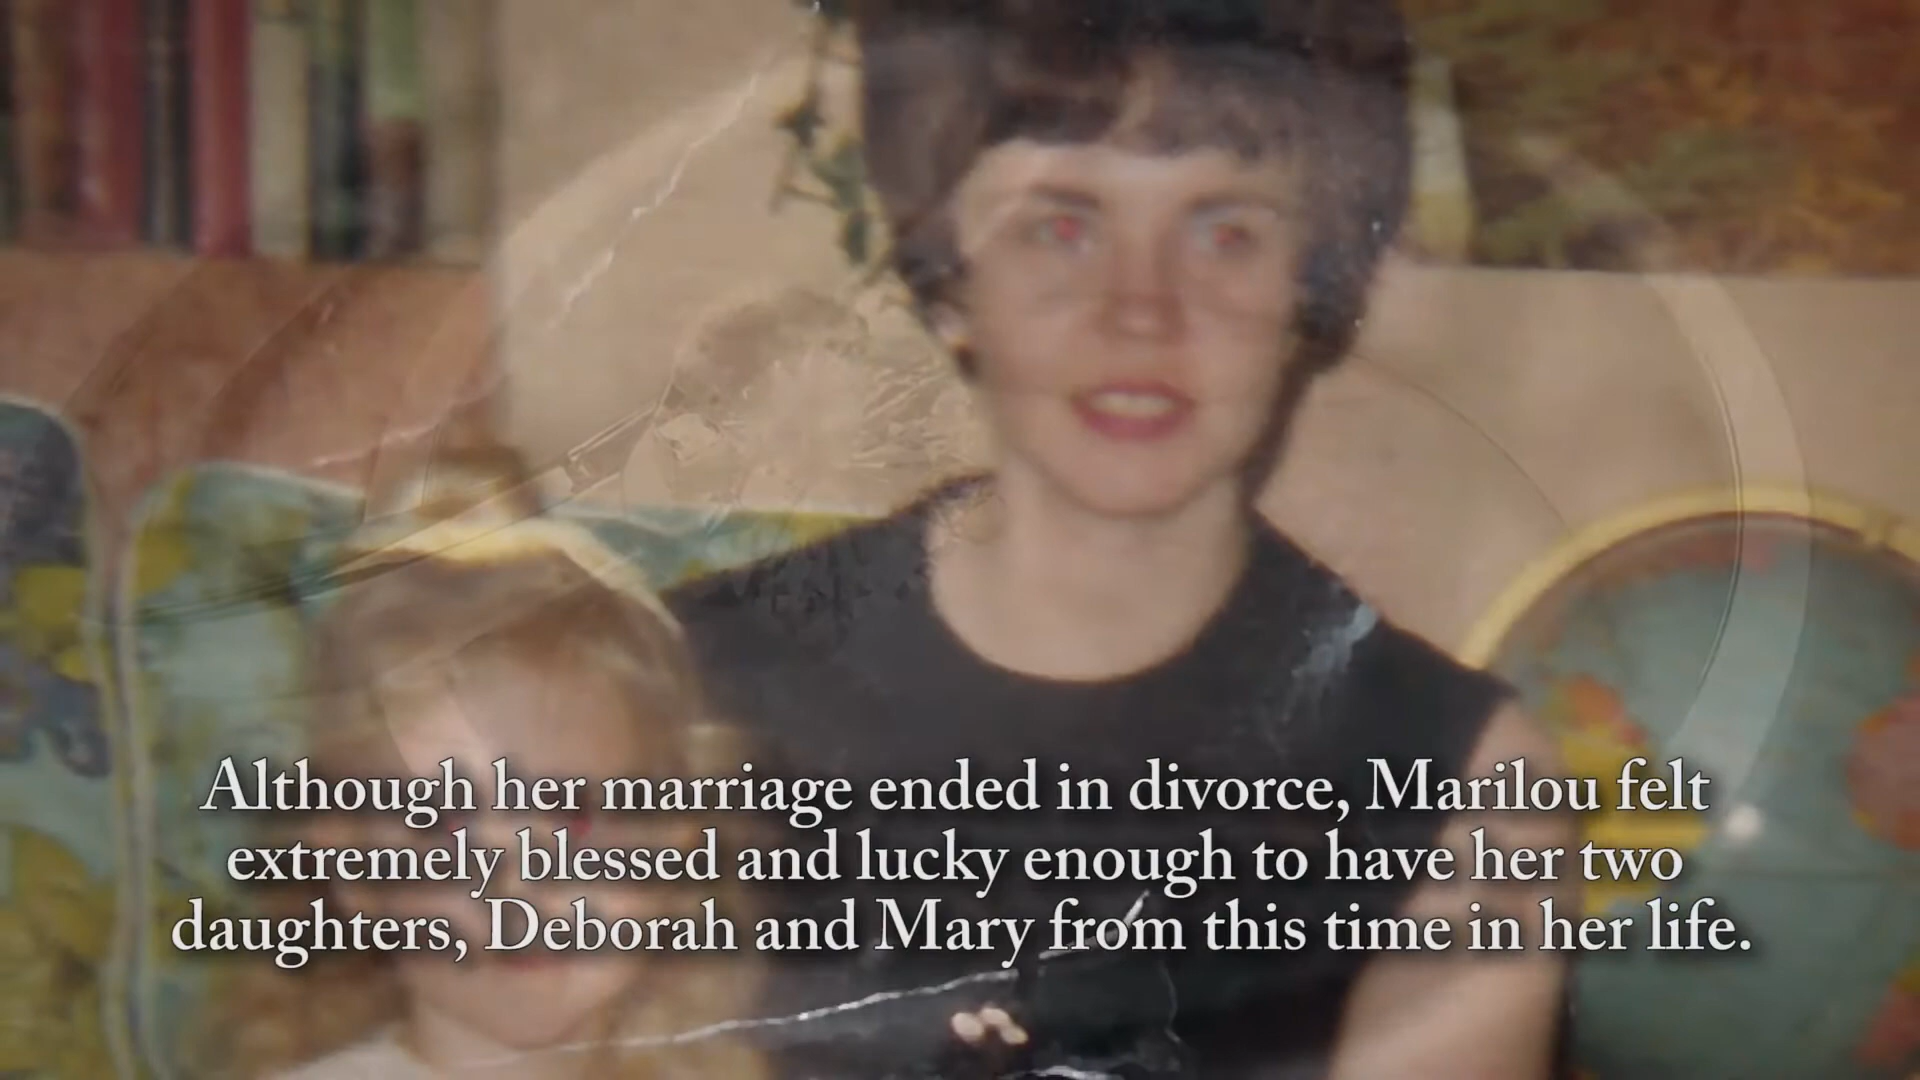 Although her marriage ended in divorce, Marilou felt
extremely blessed and lucky enough to have her two
daughters, Deborah and Mary from this time in her life.